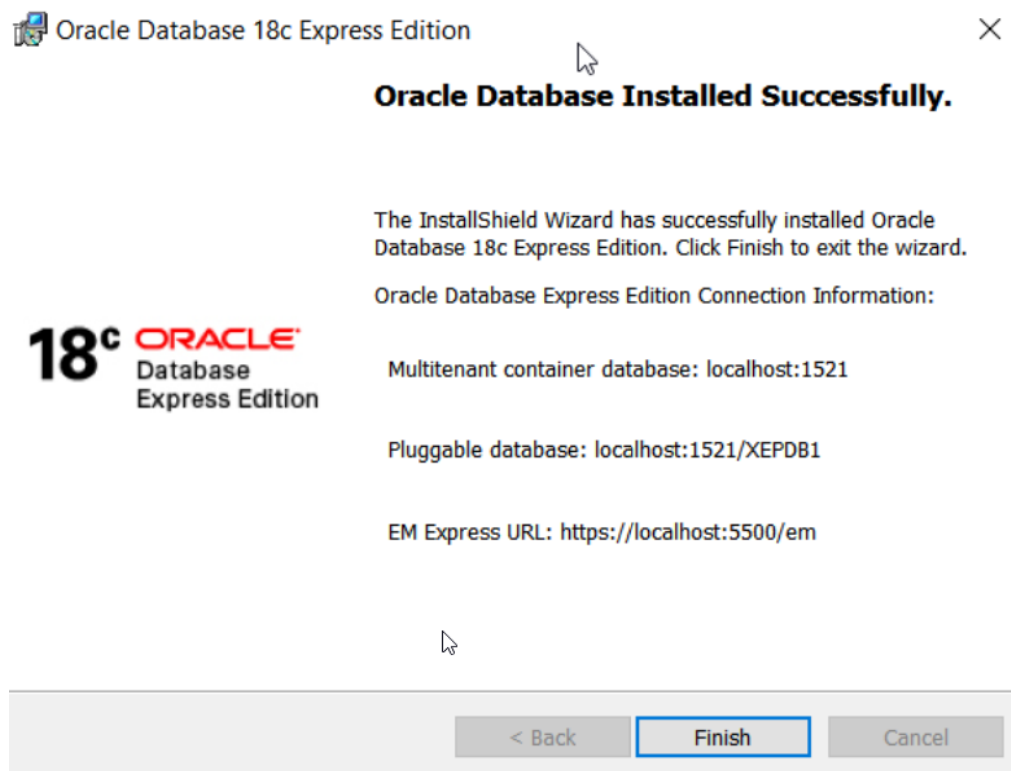 Oracle Database 18c Express Edition
Oracle Database Installed Successfully.
The InstallShield Wizard has successfully installed Oracle
Database 18c Express Edition. Click Finish to exit the wizard.
Oracle Database Express Edition Connection Information:
18c ORACLE
Database
Express Edition
Multitenant container database: localhost:1521
Pluggable database: localhost:1521/XEPDB1
EM Express URL: https://localhost:5500/em
< Back
Finish
Cancel